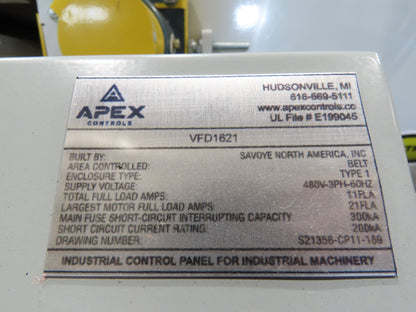 APEX
CONTROLS
HUDSONVILLE, MI
616-669-5111
www.apexcontrols.cc
UL File # E199045
VFD1621
BUILT BY: SAVOYE NORTH AMERICA, INC
AREA CONTROLLED: BELT
ENCLOSURE TYPE: TYPE 1
SUPPLY VOLTAGE: 480V-3PH-60HZ
TOTAL FULL LOAD AMPS: 11FLA
LARGEST MOTOR FULL LOAD AMPS: 21FLA
MAIN FUSE SHORT-CIRCUIT INTERRUPTING CAPACITY: 300kA
SHORT CIRCUIT CURRENT RATING: 200kA
DRAWING NUMBER: S21356-CP11-169
INDUSTRIAL CONTROL PANEL FOR INDUSTRIAL MACHINERY